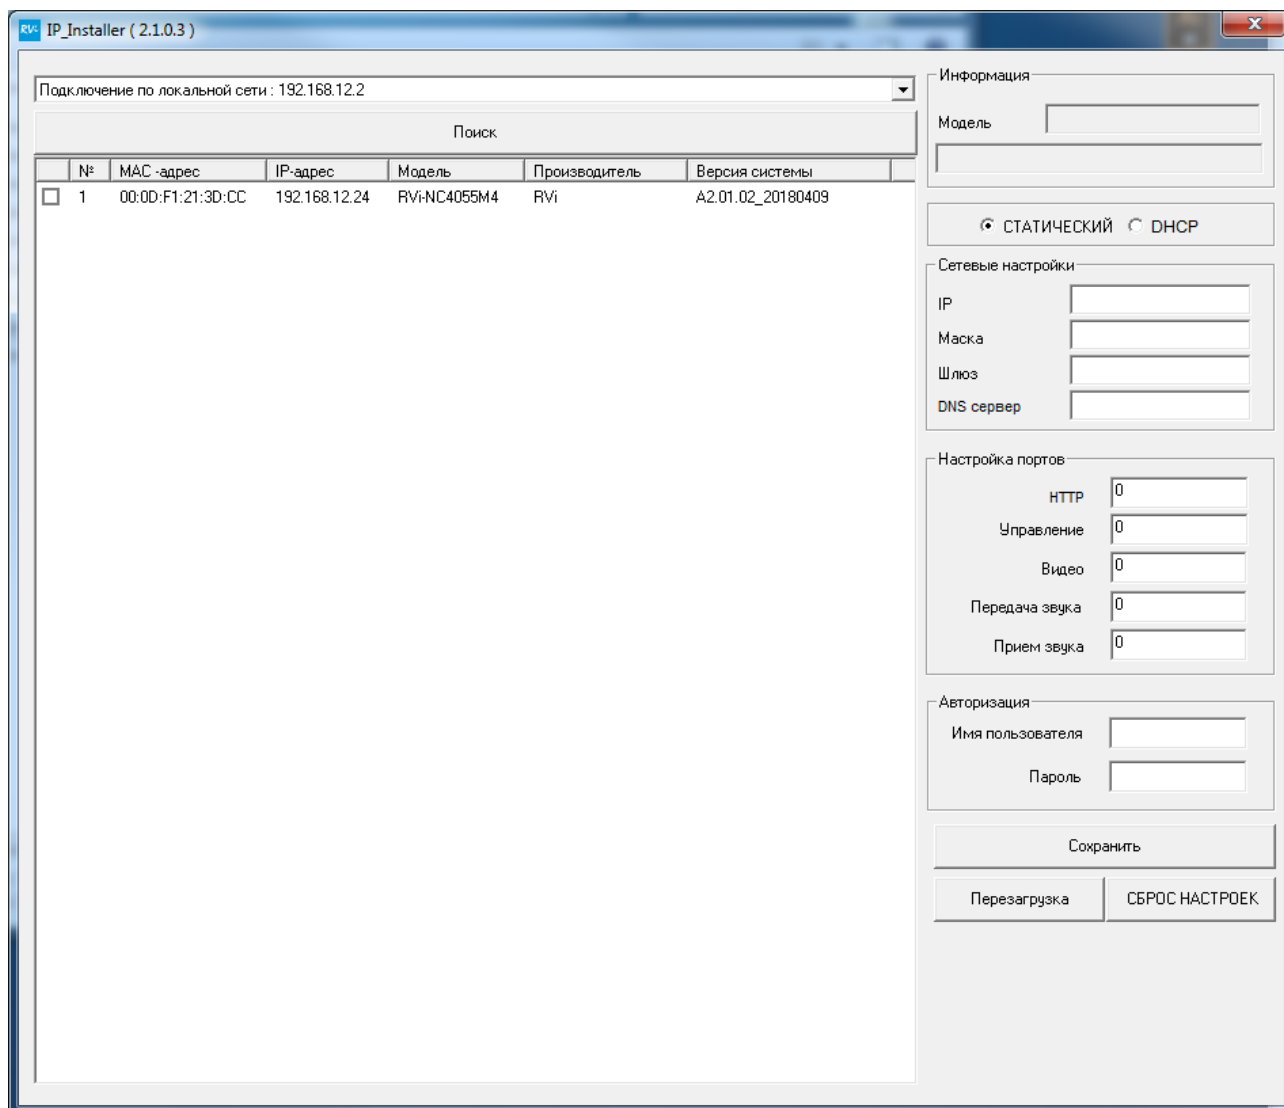 RVi IP_Installer ( 2.1.0.3 )
Подключение по локальной сети : 192.168.12.2
Поиск
№ MAC -адрес IP-адрес Модель Производитель Версия системы
1 00:0D:F1:21:3D:CC 192.168.12.24 RVi-NC4055M4 RVi A2.01.02_20180409
Информация
Модель
СТАТИЧЕСКИЙ DHCP
Сетевые настройки
IP
Маска
Шлюз
DNS сервер
Настройка портов
HTTP 0
Управление 0
Видео 0
Передача звука 0
Прием звука 0
Авторизация
Имя пользователя
Пароль
Сохранить
Перезагрузка СБРОС НАСТРОЕК